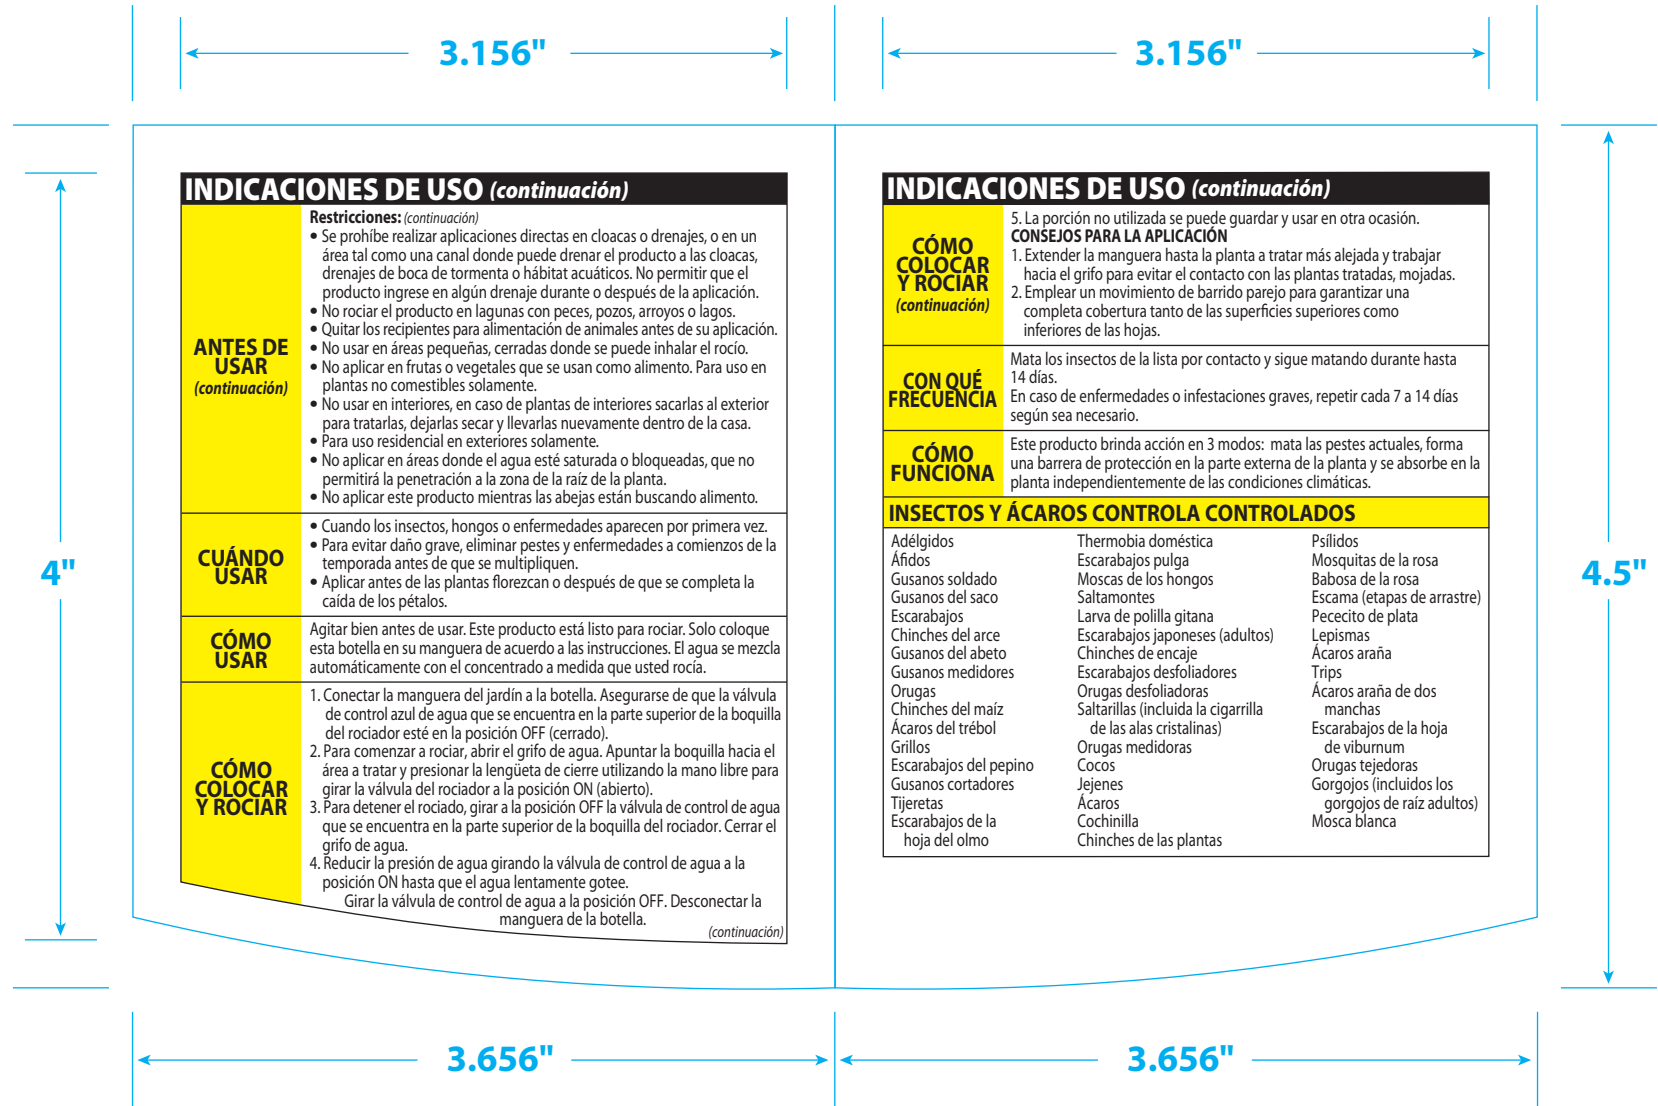 3.156"
3.156"
4"
4.5"
INDICACIONES DE USO (continuación)
ANTES DE
USAR
(continuación)
Restricciones: (continuación)
• Se prohíbe realizar aplicaciones directas en cloacas o drenajes, o en un
área tal como una canal donde puede drenar el producto a las cloacas,
drenajes de boca de tormenta o hábitat acuáticos. No permitir que el
producto ingrese en algún drenaje durante o después de la aplicación.
• No rociar el producto en lagunas con peces, pozos, arroyos o lagos.
• Quitar los recipientes para alimentación de animales antes de su aplicación.
• No usar en áreas pequeñas, cerradas donde se puede inhalar el rocío.
• No aplicar en frutas o vegetales que se usan como alimento. Para uso en
plantas no comestibles solamente.
• No usar en interiores, en caso de plantas de interiores sacarlas al exterior
para tratarlas, dejarlas secar y llevarlas nuevamente dentro de la casa.
• Para uso residencial en exteriores solamente.
• No aplicar en áreas donde el agua esté saturada o bloqueadas, que no
permitirá la penetración a la zona de la raíz de la planta.
• No aplicar este producto mientras las abejas están buscando alimento.
CUÁNDO
USAR
• Cuando los insectos, hongos o enfermedades aparecen por primera vez.
• Para evitar daño grave, eliminar pestes y enfermedades a comienzos de la
temporada antes de que se multipliquen.
• Aplicar antes de las plantas florezcan o después de que se completa la
caída de los pétalos.
CÓMO
USAR
Agitar bien antes de usar. Este producto está listo para rociar. Solo coloque
esta botella en su manguera de acuerdo a las instrucciones. El agua se mezcla
automáticamente con el concentrado a medida que usted rocía.
CÓMO
COLOCAR
Y ROCIAR
1. Conectar la manguera del jardín a la botella. Asegurarse de que la válvula
de control azul de agua que se encuentra en la parte superior de la boquilla
del rociador esté en la posición OFF (cerrado).
2. Para comenzar a rociar, abrir el grifo de agua. Apuntar la boquilla hacia el
área a tratar y presionar la lengüeta de cierre utilizando la mano libre para
girar la válvula del rociador a la posición ON (abierto).
3. Para detener el rociado, girar a la posición OFF la válvula de control de agua
que se encuentra en la parte superior de la boquilla del rociador. Cerrar el
grifo de agua.
4. Reducir la presión de agua girando la válvula de control de agua a la
posición ON hasta que el agua lentamente gotee.
Girar la válvula de control de agua a la posición OFF. Desconectar la
manguera de la botella.
(continuación)
INDICACIONES DE USO (continuación)
CÓMO
COLOCAR
Y ROCIAR
(continuación)
5. La porción no utilizada se puede guardar y usar en otra ocasión.
CONSEJOS PARA LA APLICACIÓN
1. Extender la manguera hasta la planta a tratar más alejada y trabajar
hacia el grifo para evitar el contacto con las plantas tratadas, mojadas.
2. Emplear un movimiento de barrido parejo para garantizar una
completa cobertura tanto de las superficies superiores como
inferiores de las hojas.
CON QUÉ
FRECUENCIA
Mata los insectos de la lista por contacto y sigue matando durante hasta
14 días.
En caso de enfermedades o infestaciones graves, repetir cada 7 a 14 días
según sea necesario.
CÓMO
FUNCIONA
Este producto brinda acción en 3 modos: mata las pestes actuales, forma
una barrera de protección en la parte externa de la planta y se absorbe en la
planta independientemente de las condiciones climáticas.
INSECTOS Y ÁCAROS CONTROLA CONTROLADOS
Adélgidos
Áfidos
Gusanos soldado
Gusanos del saco
Escarabajos
Chinches del arce
Gusanos del abeto
Gusanos medidores
Orugas
Chinches del maíz
Ácaros del trébol
Grillos
Escarabajos del pepino
Gusanos cortadores
Tijeretas
Escarabajos de la
hoja del olmo
Thermobia doméstica
Escarabajos pulga
Moscas de los hongos
Saltamontes
Larva de polilla gitana
Escarabajos japoneses (adultos)
Chinches de encaje
Escarabajos desfoliadores
Orugas desfoliadoras
Saltarillas (incluida la cigarrilla
de las alas cristalinas)
Orugas medidoras
Cocos
Jejenes
Ácaros
Cochinilla
Chinches de las plantas
Psílidos
Mosquitas de la rosa
Babosa de la rosa
Escama (etapas de arrastre)
Pececito de plata
Lepismas
Ácaros araña
Trips
Ácaros araña de dos
manchas
Escarabajos de la hoja
de viburnum
Orugas tejedoras
Gorgojos (incluidos los
gorgojos de raíz adultos)
Mosca blanca
3.656"
3.656"